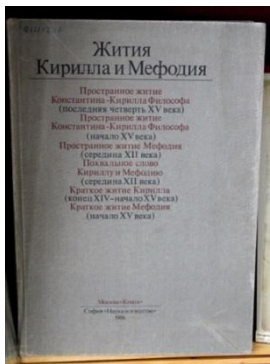 Жития
Кирилла и Мефодия
Пространное житие
Константина-Кирилла Философа
(последняя четверть XV века)
Пространное житие
Константина-Кирилла Философа
(начало XV века)
Пространное житие Мефодия
(середина XII века)
Похвальное слово
Кириллу и Мефодию
(середина XII века)
Краткое житие Кирилла
(конец XIV–начало XV века)
Краткое житие Мефодия
(начало XV века)
Москва «Книга»
София «Наука и искусство»
1986